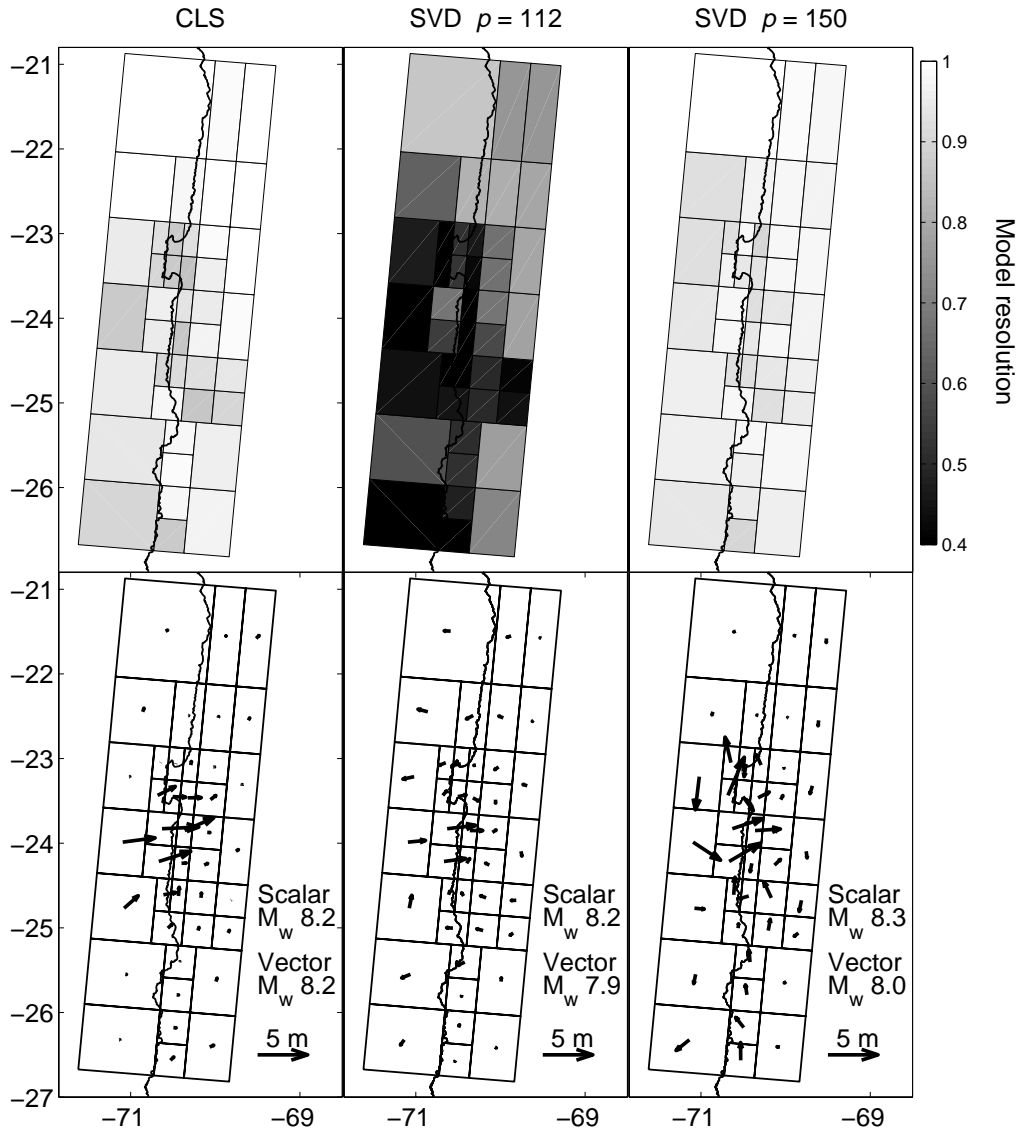 CLS
SVD p = 112
SVD p = 150
−21
−22
−23
−24
−25
−26
1
0.9
0.8
0.7
0.6
0.5
0.4
Model resolution
−21
−22
−23
−24
−25
−26
−27
Scalar
Mw 8.2
Vector
Mw 8.2
5 m
Scalar
Mw 8.2
Vector
Mw 7.9
5 m
Scalar
Mw 8.3
Vector
Mw 8.0
5 m
−71
−69
−71
−69
−71
−69